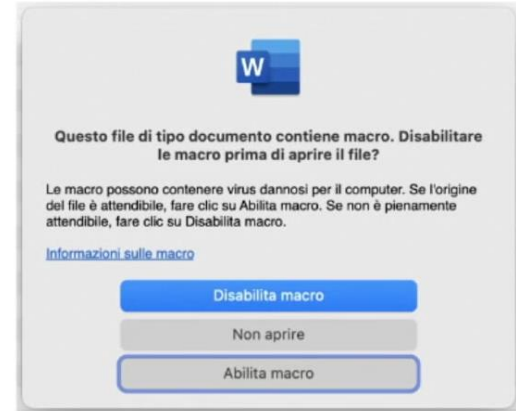 W
Questo file di tipo documento contiene macro. Disabilitare
le macro prima di aprire il file?
Le macro possono contenere virus dannosi per il computer. Se l'origine
del file è attendibile, fare clic su Abilita macro. Se non è pienamente
attendibile, fare clic su Disabilita macro.
Informazioni sulle macro
Disabilita macro
Non aprire
Abilita macro